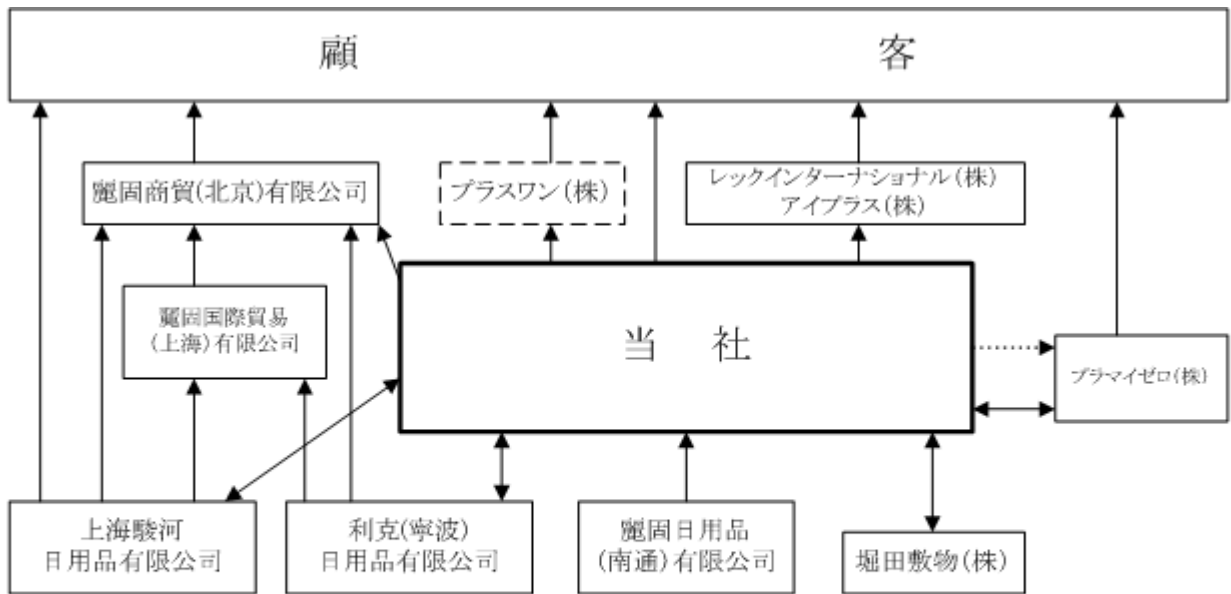 顧客
麗固商貿(北京)有限公司
プラスワン(株)
レックインターナショナル(株)
アイプラス(株)
麗固国際貿易
(上海)有限公司
当社
プラマイゼロ(株)
上海駿河
日用品有限公司
利克(寧波)
日用品有限公司
麗固日用品
(南通)有限公司
堀田敷物(株)